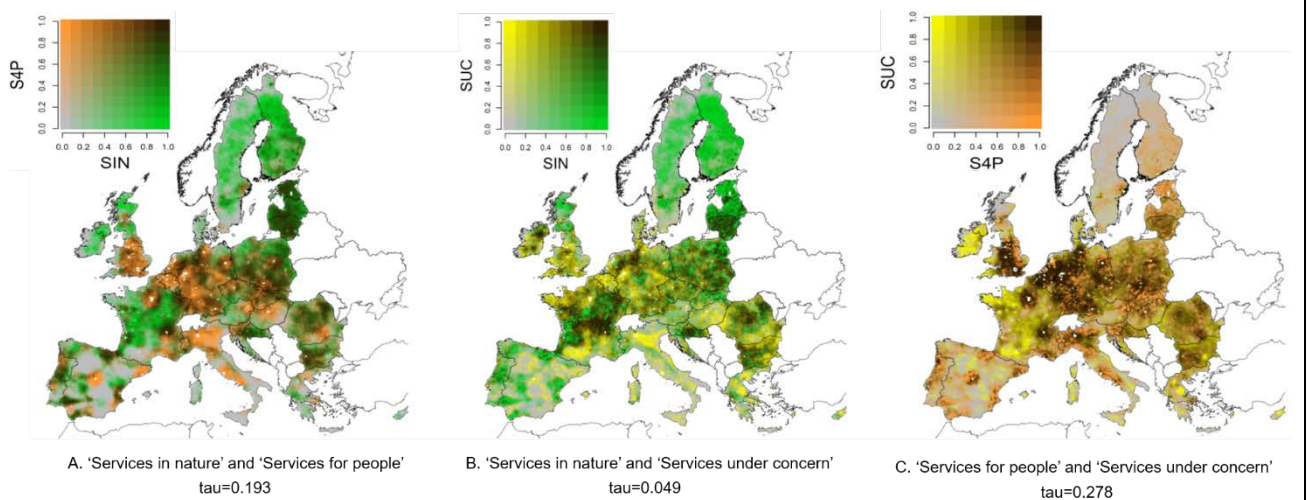 S4P
1.0
0.8
0.6
0.4
0.2
0.0
0.0 0.2 0.4 0.6 0.8 1.0
SIN
SUC
1.0
0.8
0.6
0.4
0.2
0.0
0.0 0.2 0.4 0.6 0.8 1.0
SIN
SUC
1.0
0.8
0.6
0.4
0.2
0.0
0.0 0.2 0.4 0.6 0.8 1.0
S4P
A. ‘Services in nature’ and ‘Services for people’
tau=0.193
B. ‘Services in nature’ and ‘Services under concern’
tau=0.049
C. ‘Services for people’ and ‘Services under concern’
tau=0.278